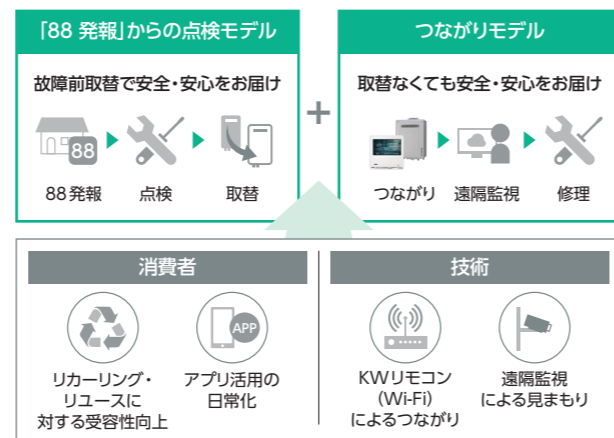 「88 発報」からの点検モデル
故障前取替で安全・安心をお届け
88
88発報
点検
取替
+
つながりモデル
取替なくても安全・安心をお届け
つながり
遠隔監視
修理
消費者
リカーリング・
リユースに
対する受容性向上
APP
アプリ活用の
日常化
技術
KWリモコン
(Wi-Fi)
によるつながり
遠隔監視
による見まもり